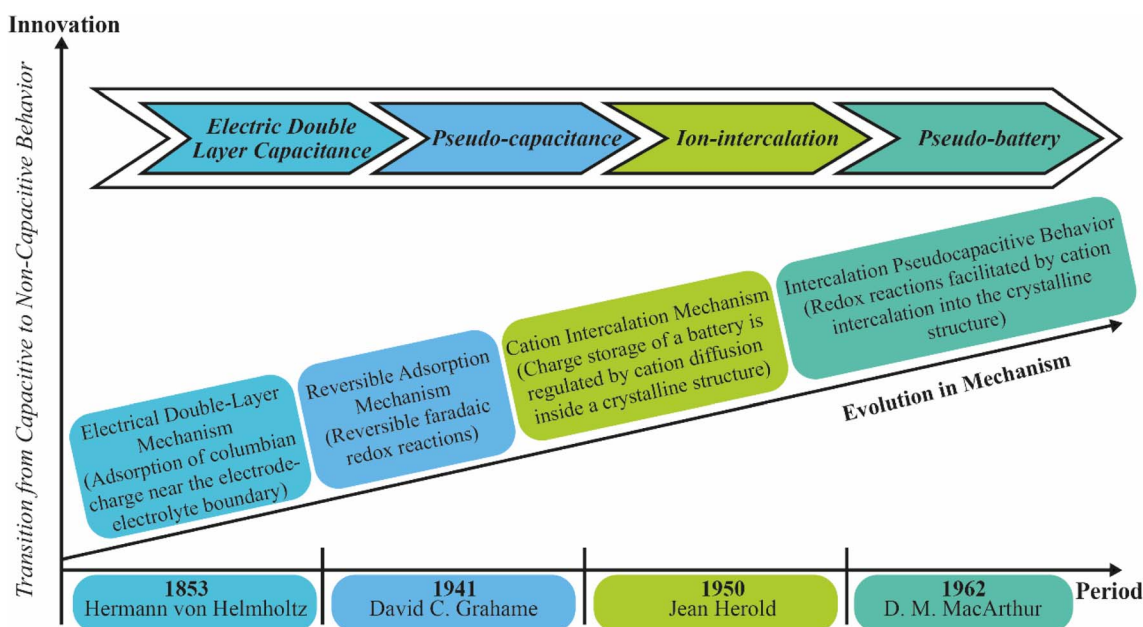 Innovation
Transition from Capacitive to Non-Capacitive Behavior
Electric Double
Layer Capacitance
Pseudo-capacitance
Ion-intercalation
Pseudo-battery
Electrical Double-Layer
Mechanism
(Adsorption of columbian
charge near the electrode-
electrolyte boundary)
Reversible Adsorption
Mechanism
(Reversible faradaic
redox reactions)
Cation Intercalation Mechanism
(Charge storage of a battery is
regulated by cation diffusion
inside a crystalline structure)
Intercalation Pseudocapacitive Behavior
(Redox reactions facilitated by cation
intercalation into the crystalline
structure)
Evolution in Mechanism
1853
Hermann von Helmholtz
1941
David C. Grahame
1950
Jean Herold
1962
D. M. MacArthur
Period